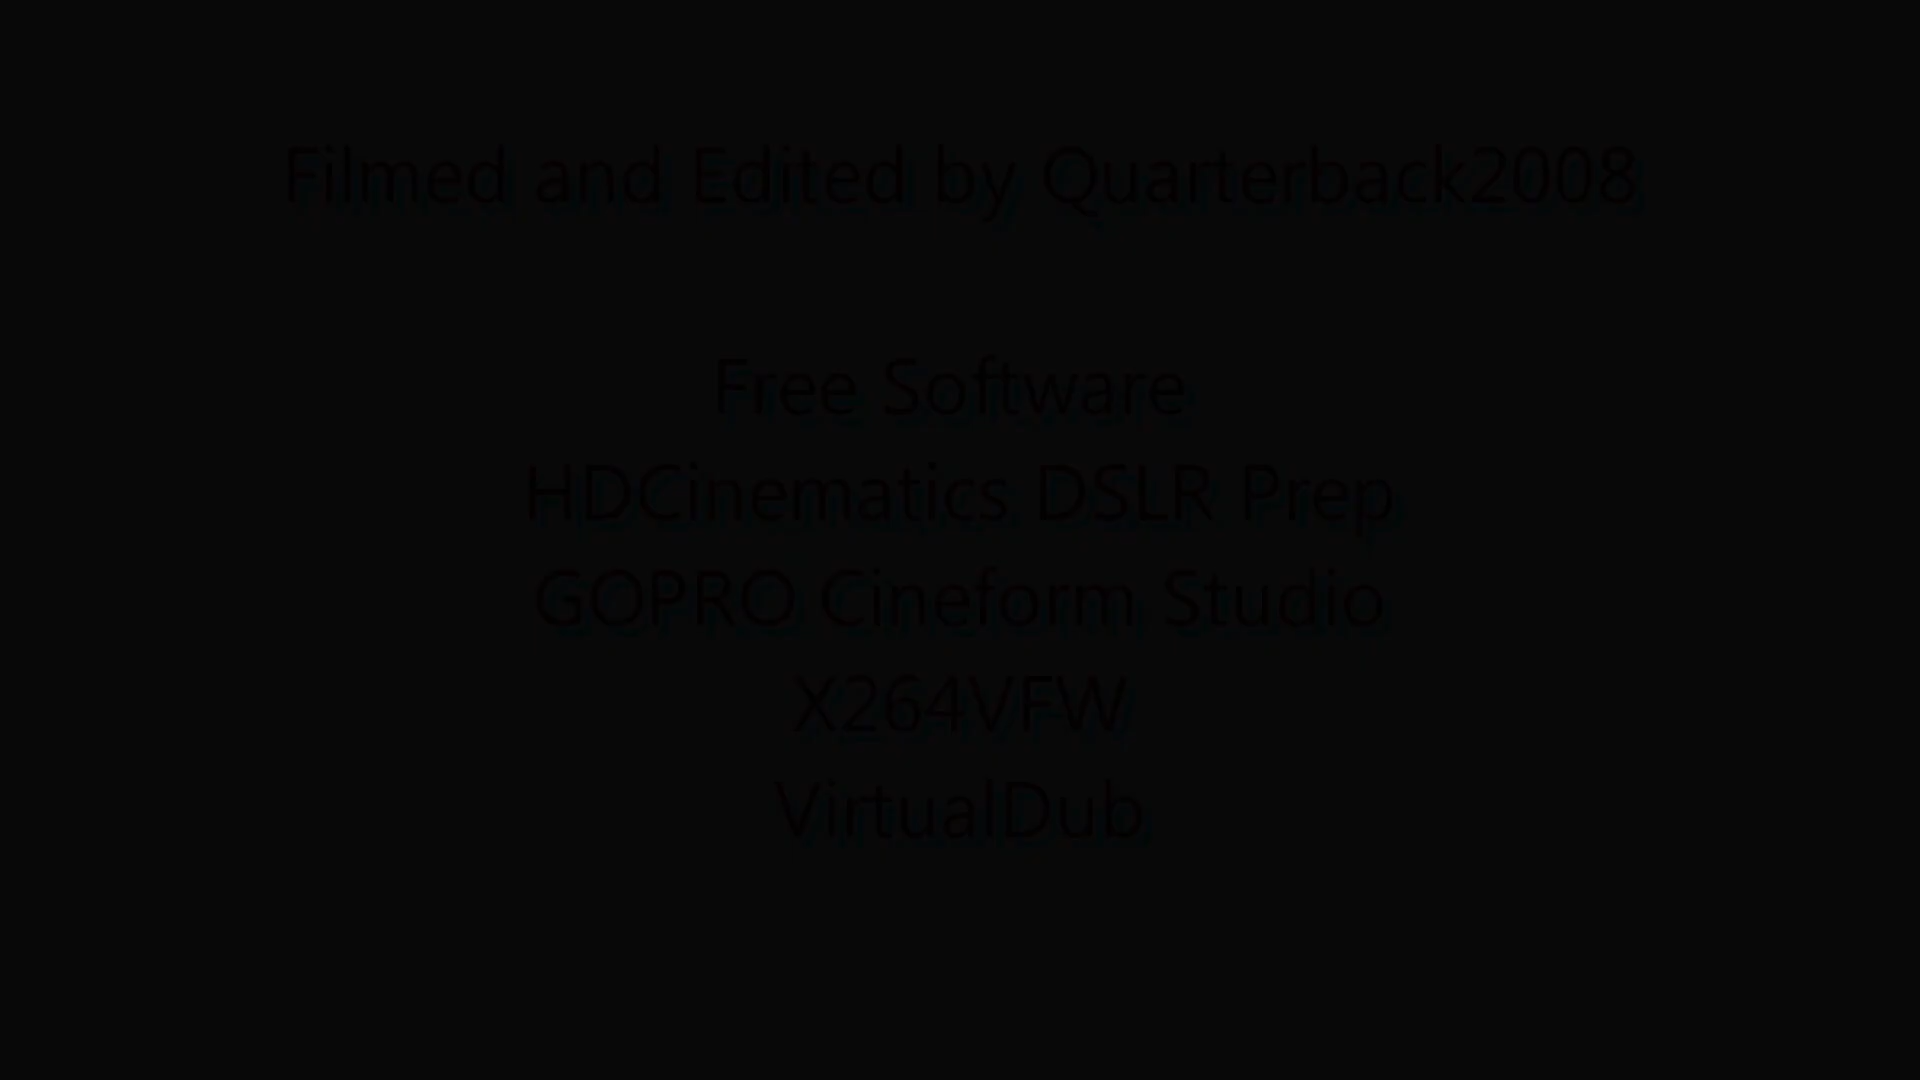 Filmed and Edited by Quarterback2008
Free Software
HDCinematics DSLR Prep
GOPRO Cineform Studio
X264VFW
VirtualDub